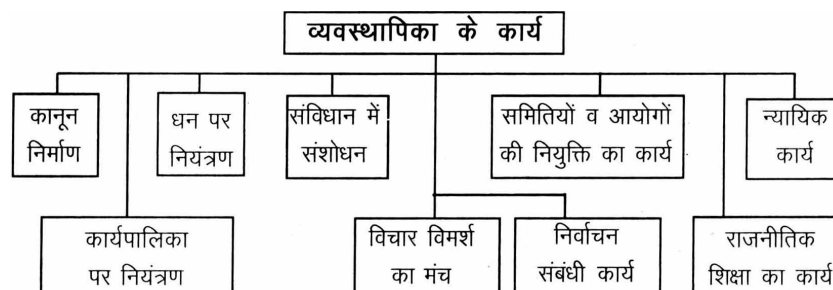 व्यवस्थापिका के कार्य
कानून
निर्माण
धन पर
नियंत्रण
संविधान में
संशोधन
समितियों व आयोगों
की नियुक्ति का कार्य
न्यायिक
कार्य
कार्यपालिका
पर नियंत्रण
विचार विमर्श
का मंच
निर्वाचन
संबंधी कार्य
राजनीतिक
शिक्षा का कार्य